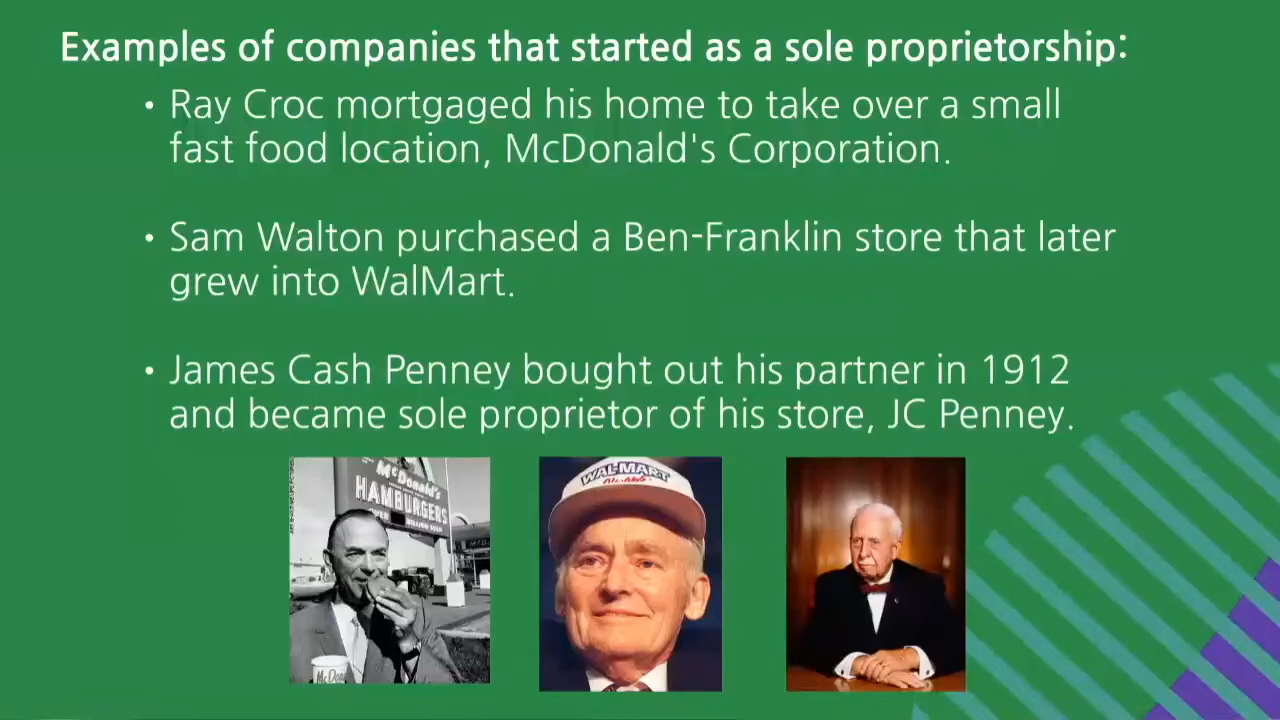 Examples of companies that started as a sole proprietorship:
• Ray Croc mortgaged his home to take over a small
fast food location, McDonald's Corporation.
• Sam Walton purchased a Ben-Franklin store that later
grew into WalMart.
• James Cash Penney bought out his partner in 1912
and became sole proprietor of his store, JC Penney.
McDonald's
HAMBURGERS
WAL-MART